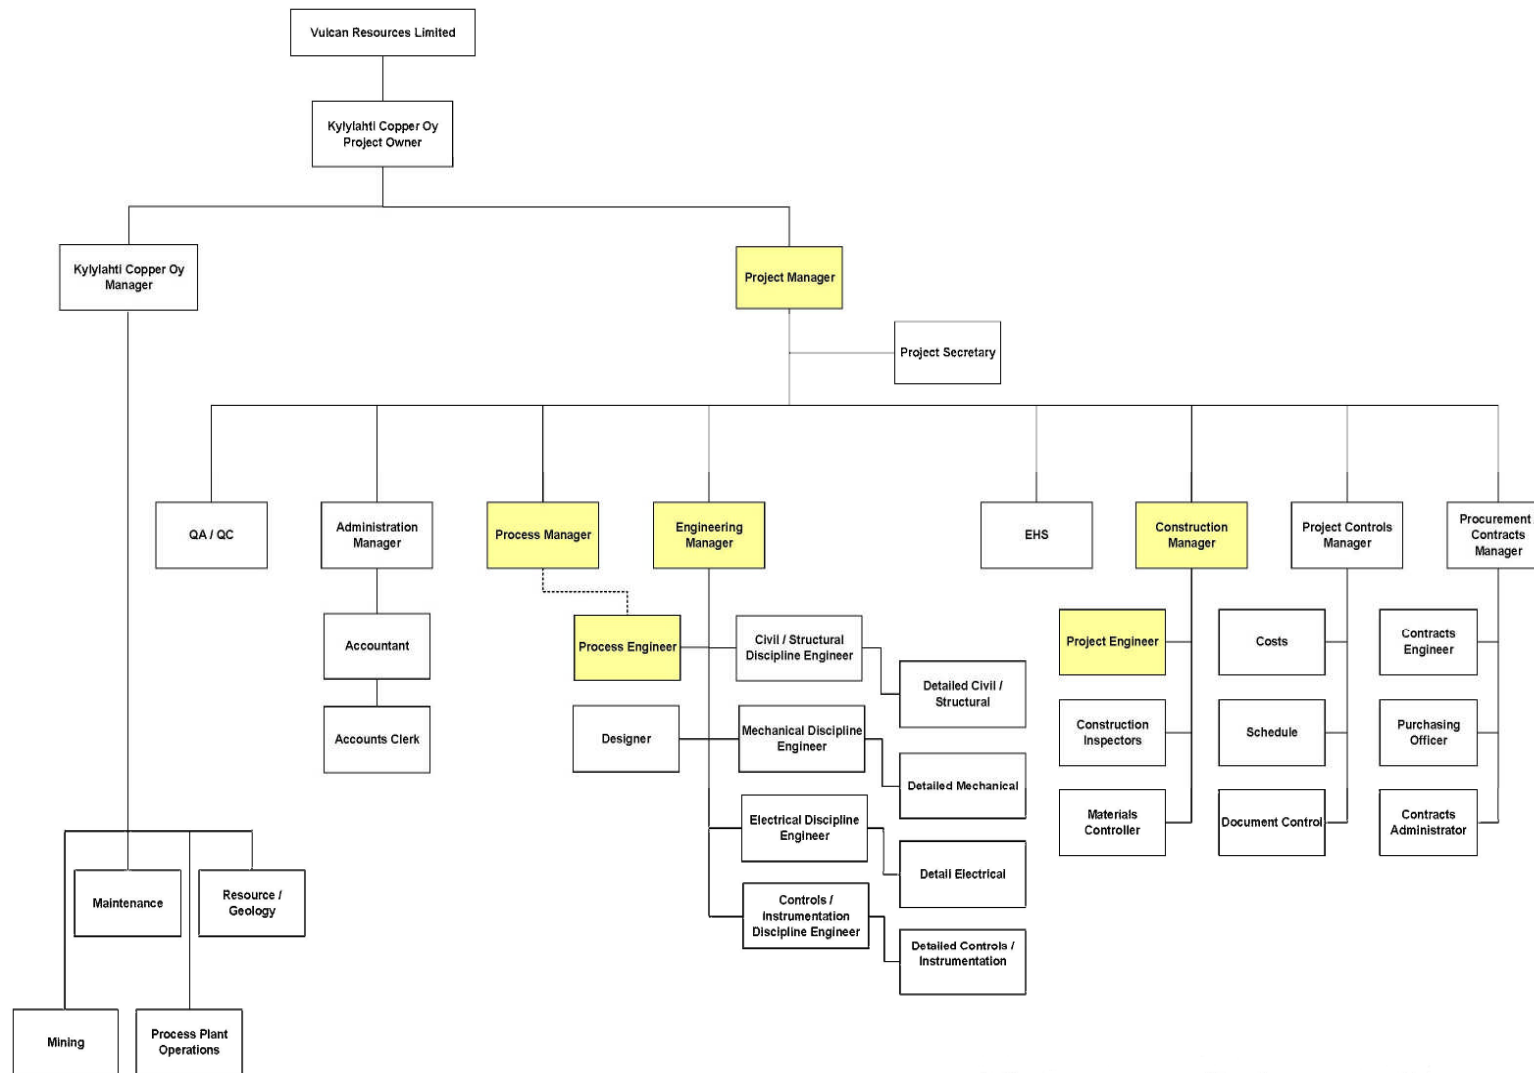 Vulcan Resources Limited
Kylylahti Copper Oy
Project Owner
Kylylahti Copper Oy
Manager
Project Manager
Project Secretary
QA / QC
Administration
Manager
Process Manager
Engineering
Manager
EHS
Construction
Manager
Project Controls
Manager
Procurement /
Contracts
Manager
Accountant
Accounts Clerk
Process Engineer
Designer
Civil / Structural
Discipline Engineer
Detailed Civil /
Structural
Mechanical Discipline
Engineer
Detailed Mechanical
Electrical Discipline
Engineer
Detail Electrical
Controls /
Instrumentation
Discipline Engineer
Detailed Controls /
Instrumentation
Project Engineer
Construction
Inspectors
Materials
Controller
Costs
Schedule
Document Control
Contracts
Engineer
Purchasing
Officer
Contracts
Administrator
Maintenance
Resource /
Geology
Mining
Process Plant
Operations